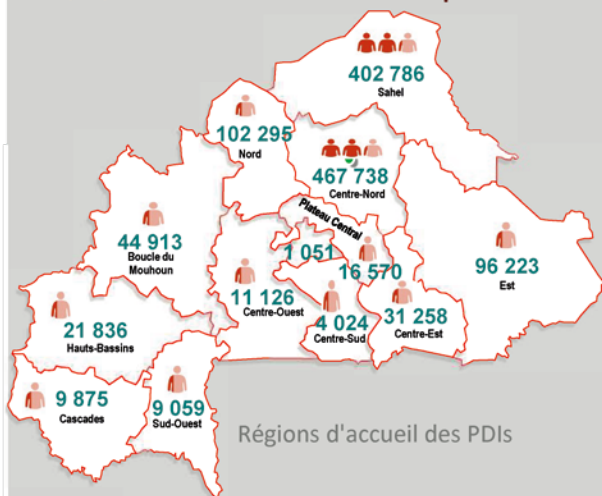 402 786
Sahel
102 295
Nord
467 738
Centre-Nord
Plateau Central
44 913
Boucle du
Mouhoun
1 051
16 570
96 223
Est
11 126
Centre-Ouest
4 024
Centre-Sud
31 258
Centre-Est
21 836
Hauts-Bassins
9 875
Cascades
9 059
Sud-Ouest
Régions d'accueil des PDIs